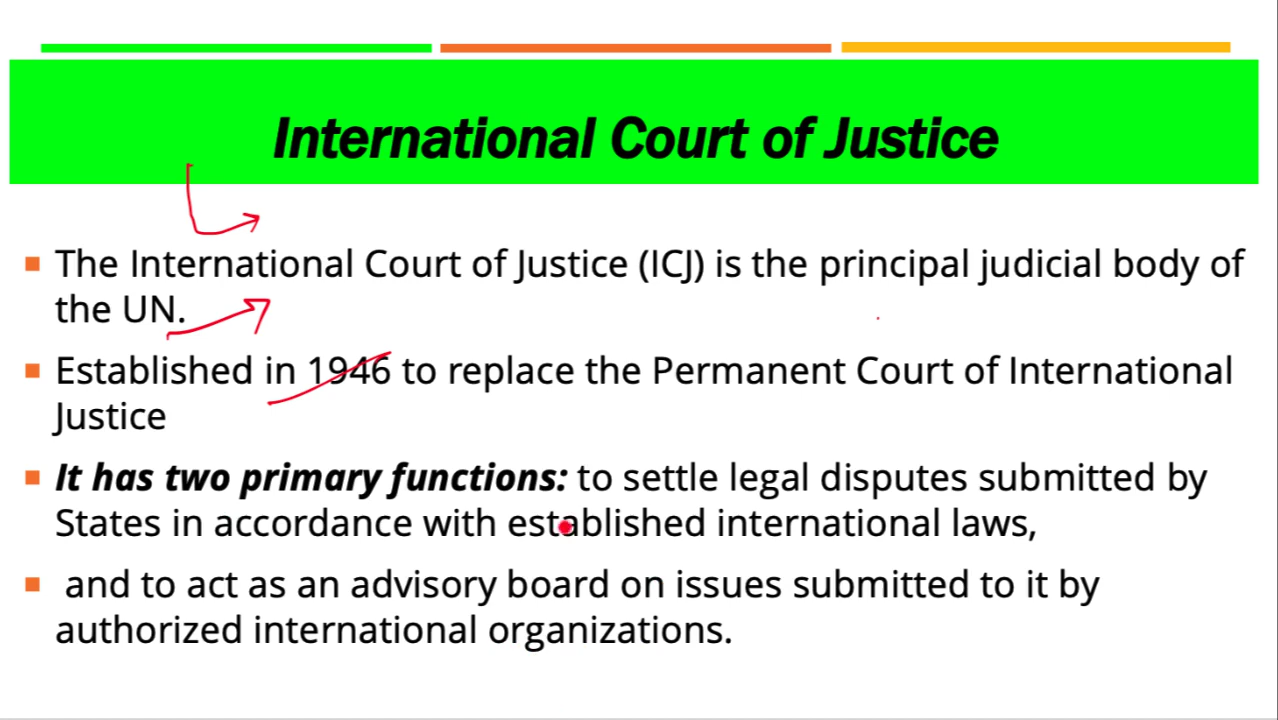 International Court of Justice
The International Court of Justice (ICJ) is the principal judicial body of
the UN.
Established in 1946 to replace the Permanent Court of International
Justice
It has two primary functions: to settle legal disputes submitted by
States in accordance with established international laws,
and to act as an advisory board on issues submitted to it by
authorized international organizations.